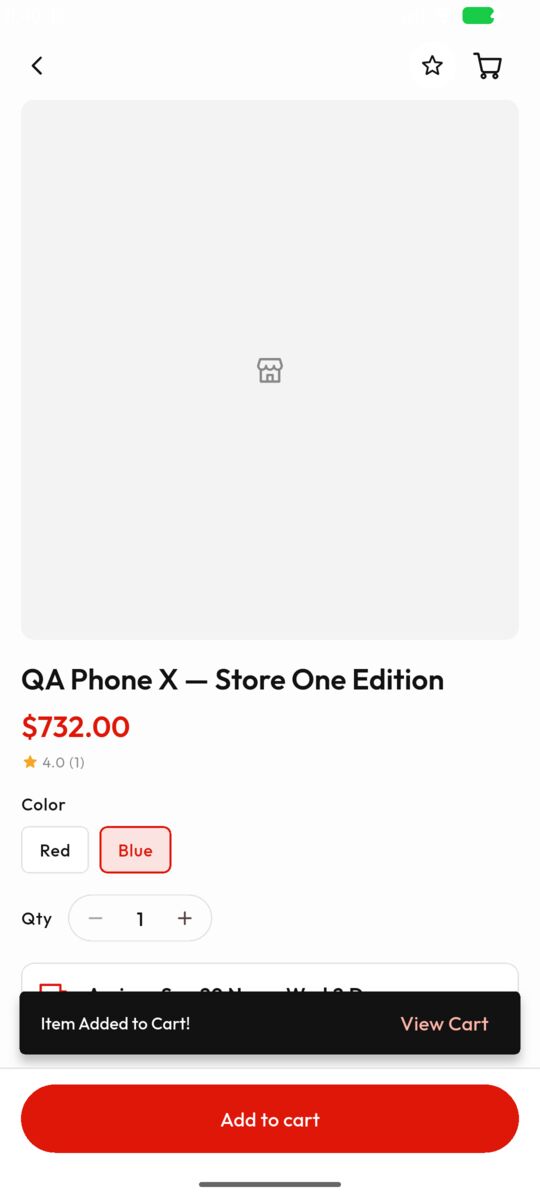 QA Phone X — Store One Edition
$732.00
4.0 (1)
Color
Red
Blue
Qty
1
Item Added to Cart!
View Cart
Add to cart